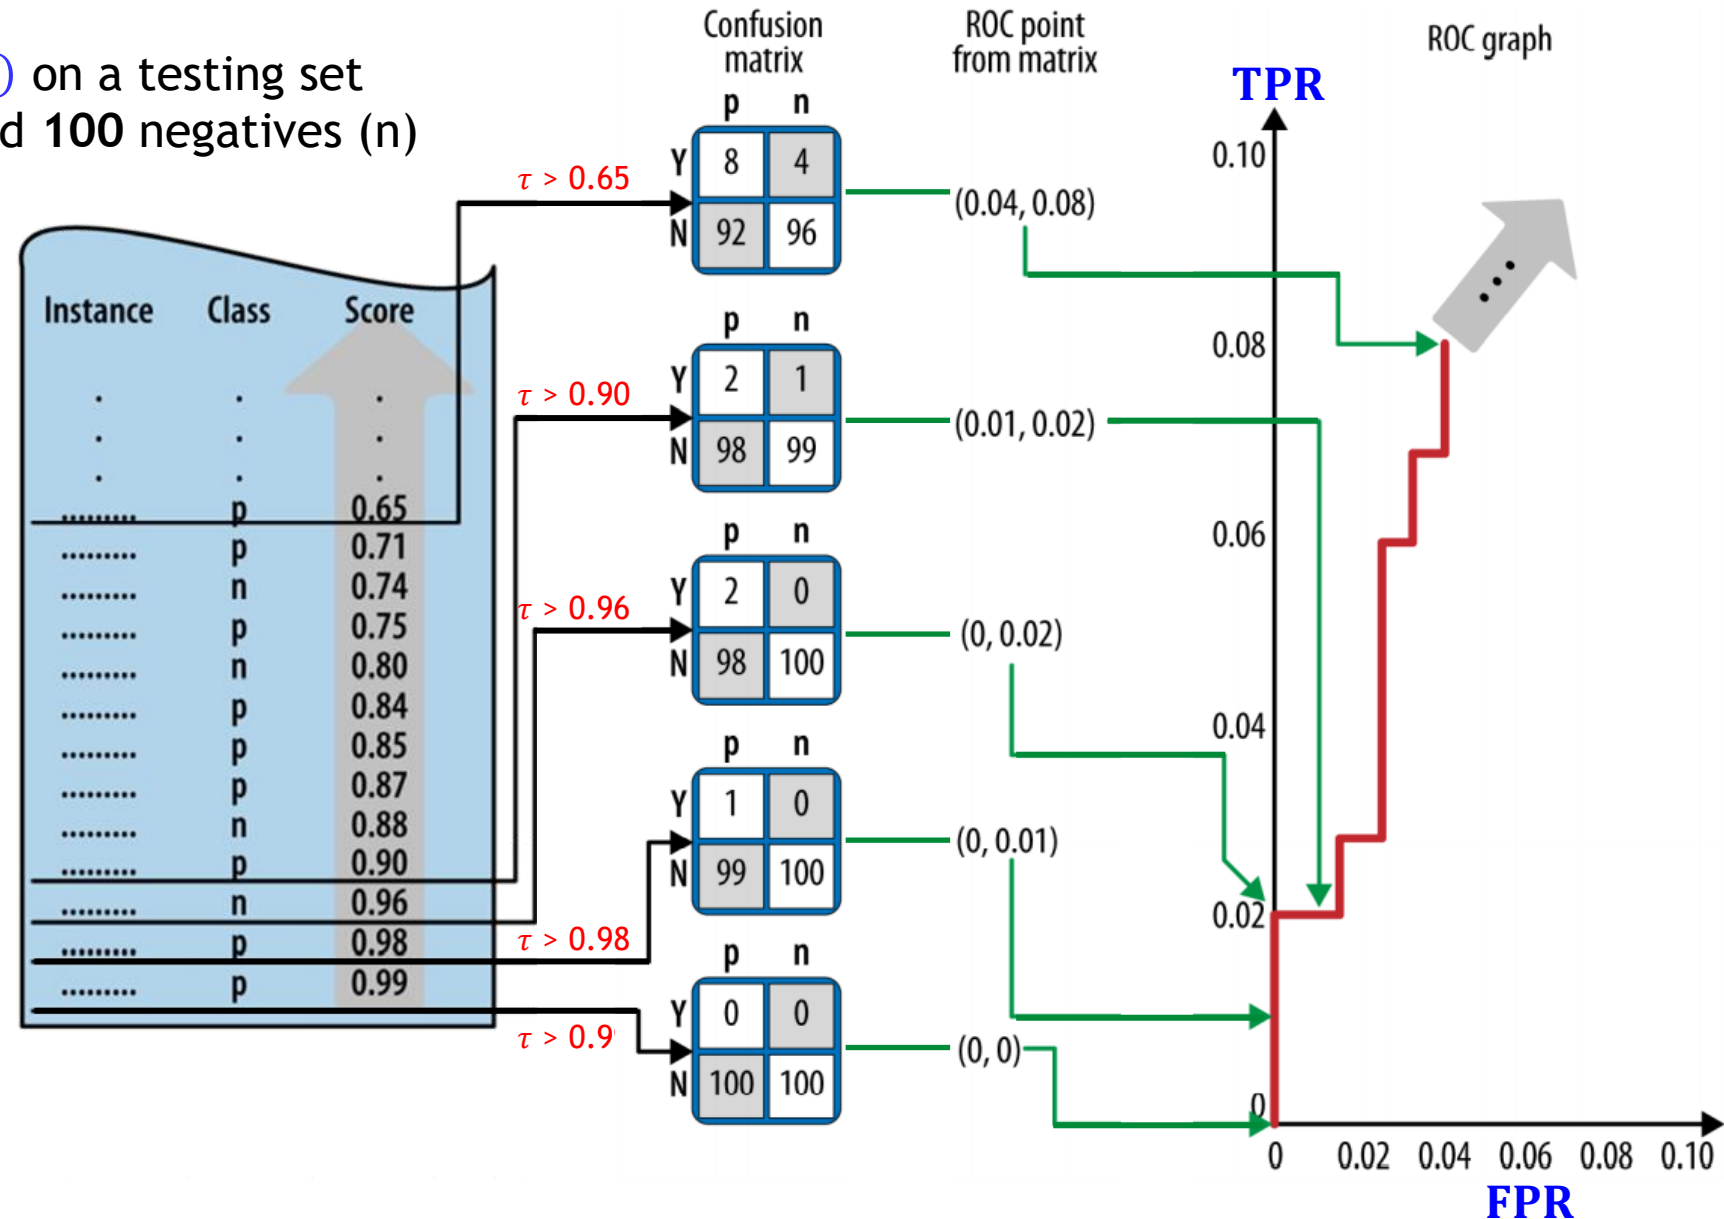 ) on a testing set
d 100 negatives (n)
Confusion
matrix
ROC point
from matrix
ROC graph
TPR
p n
Y 8 4
N 92 96
τ > 0.65
(0.04, 0.08)
p n
Y 2 1
N 98 99
τ > 0.90
(0.01, 0.02)
p n
Y 2 0
N 98 100
τ > 0.96
(0, 0.02)
p n
Y 1 0
N 99 100
τ > 0.98
(0, 0.01)
p n
Y 0 0
N 100 100
τ > 0.9
(0, 0)
Instance Class Score
. . .
. . .
. . .
......... p 0.65
......... p 0.71
......... n 0.74
......... p 0.75
......... n 0.80
......... p 0.84
......... p 0.85
......... p 0.87
......... n 0.88
......... p 0.90
......... n 0.96
......... p 0.98
......... p 0.99
0.10
0.08
0.06
0.04
0.02
0
...
0 0.02 0.04 0.06 0.08 0.10
FPR